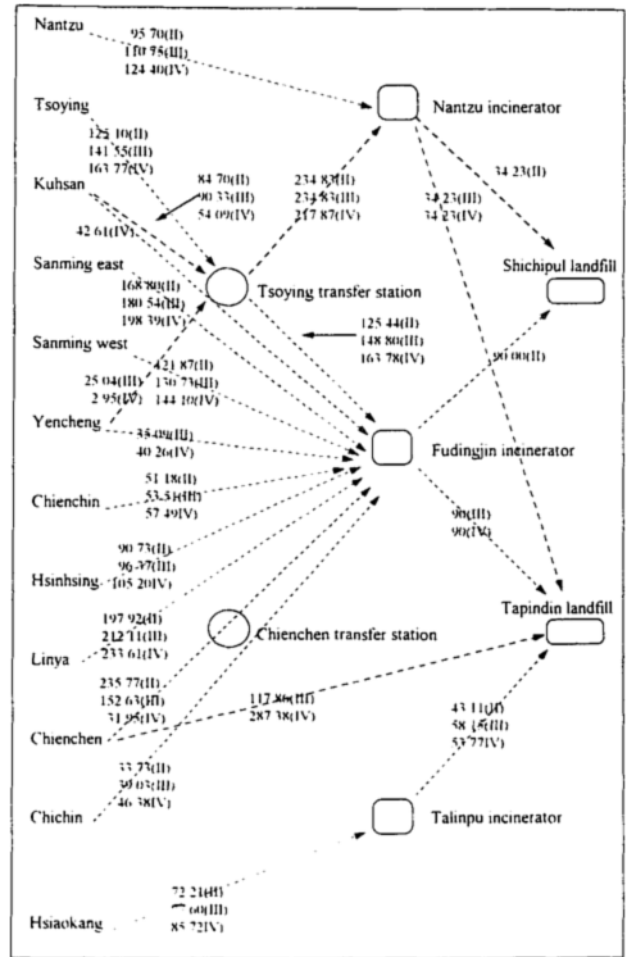 Nantzu
95 70(II)
110 75(III)
124 40(IV)
Nantzu incinerator
Tsoying
125 10(II)
141 55(III)
163 77(IV)
84 70(II)
90 33(III)
54 09(IV)
234 83(II)
234 83(III)
217 87(IV)
34 23(II)
34 23(III)
34 23(IV)
Kuhsan
42 61(IV)
Shichipul landfill
Sanming east
168 80(II)
180 54(III)
198 39(IV)
Tsoying transfer station
125 44(II)
148 80(III)
163 78(IV)
Sanming west
421 87(II)
130 73(III)
144 10(IV)
90 00(II)
25 04(III)
2 95(IV)
Yencheng
35 09(III)
40 26(IV)
Fudingjin incinerator
Chienchin
51 18(II)
53 51(III)
57 49(IV)
90(III)
90(IV)
Hsinhsing
90 73(II)
96 77(III)
105 20(IV)
Tapindin landfill
Linya
197 92(II)
212 11(III)
233 61(IV)
Chienchen transfer station
235 77(II)
152 63(III)
31 95(IV)
117 86(III)
287 38(IV)
Chienchen
43 11(II)
58 15(III)
53 77(IV)
33 73(II)
39 03(III)
46 38(IV)
Chichin
Talinpu incinerator
72 21(II)
60(III)
85 72(IV)
Hsiaokang